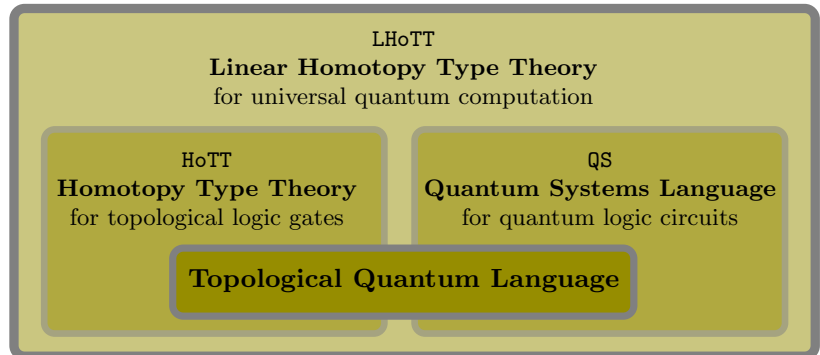 LHoTT
Linear Homotopy Type Theory
for universal quantum computation
HoTT
Homotopy Type Theory
for topological logic gates
QS
Quantum Systems Language
for quantum logic circuits
Topological Quantum Language